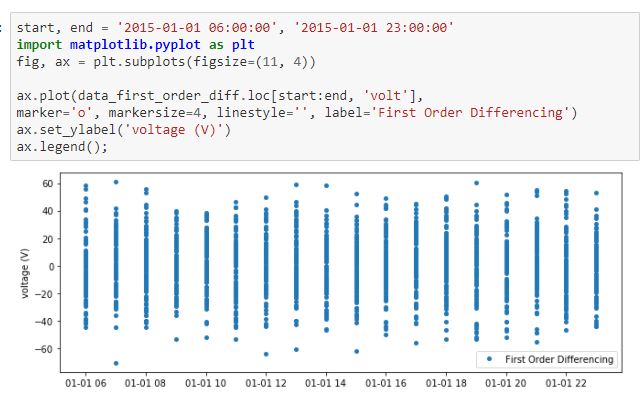 start, end = '2015-01-01 06:00:00', '2015-01-01 23:00:00'
import matplotlib.pyplot as plt
fig, ax = plt.subplots(figsize=(11, 4))
ax.plot(data_first_order_diff.loc[start:end, 'volt'],
marker='o', markersize=4, linestyle='', label='First Order Differencing')
ax.set_ylabel('voltage (V)')
ax.legend();
60
40
20
0
−20
−40
−60
voltage (V)
First Order Differencing
01-01 06 01-01 08 01-01 10 01-01 12 01-01 14 01-01 16 01-01 18 01-01 20 01-01 22